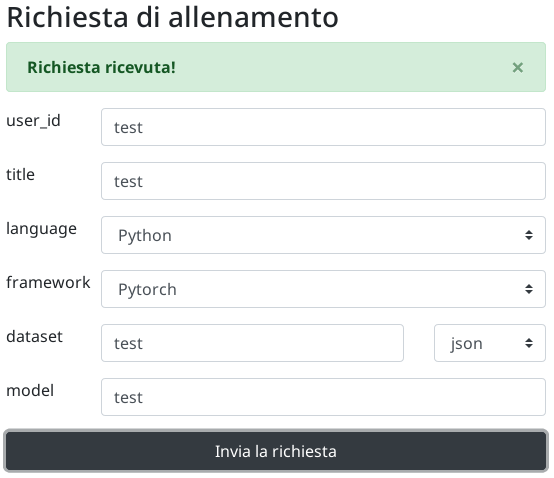 Richiesta di allenamento
Richiesta ricevuta! ×
user_id test
title test
language Python
framework Pytorch
dataset test json
model test
Invia la richiesta